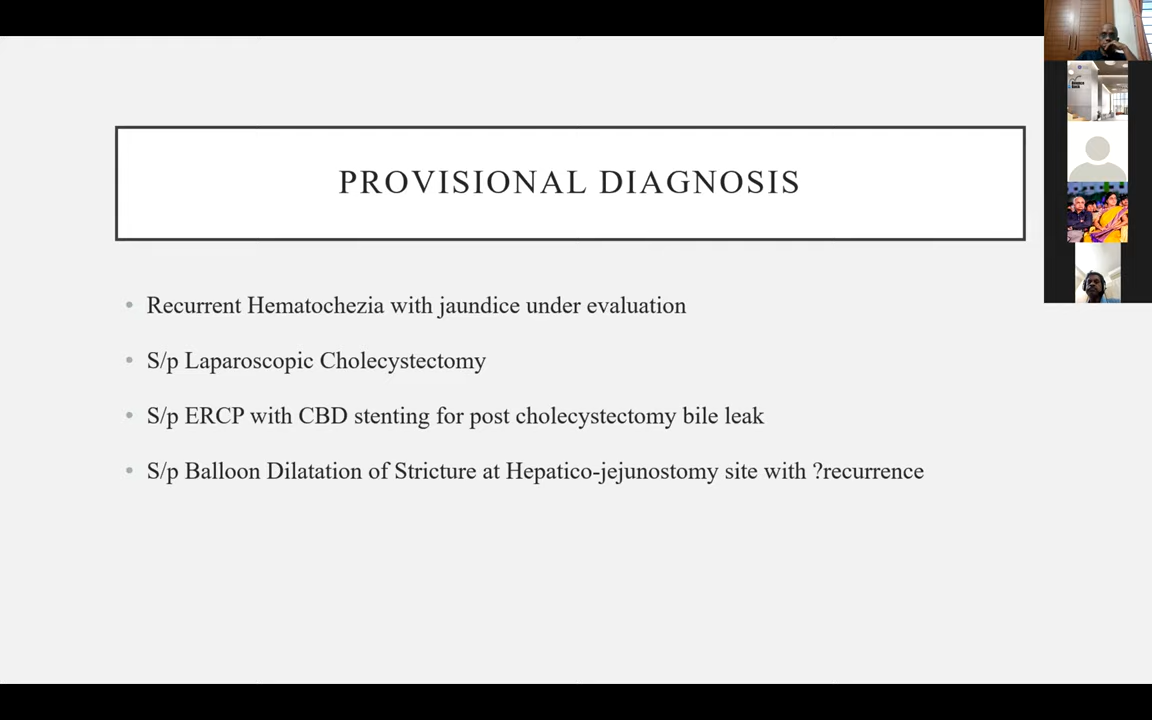 PROVISIONAL DIAGNOSIS
• Recurrent Hematochezia with jaundice under evaluation
• S/p Laparoscopic Cholecystectomy
• S/p ERCP with CBD stenting for post cholecystectomy bile leak
• S/p Balloon Dilatation of Stricture at Hepatico-jejunostomy site with ?recurrence